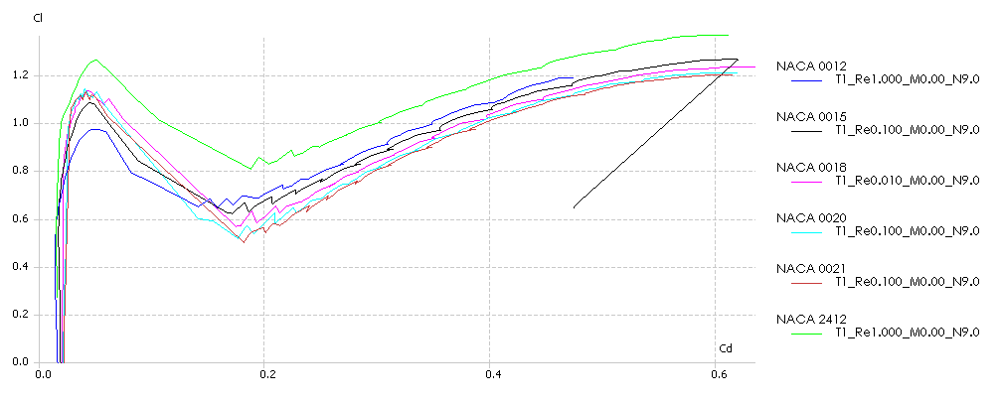 Cl
1.2
1.0
0.8
0.6
0.4
0.2
0.0
0.0
0.2
0.4
0.6
Cd
NACA 0012
T1_Re1.000_M0.00_N9.0
NACA 0015
T1_Re0.100_M0.00_N9.0
NACA 0018
T1_Re0.010_M0.00_N9.0
NACA 0020
T1_Re0.100_M0.00_N9.0
NACA 0021
T1_Re0.100_M0.00_N9.0
NACA 2412
T1_Re1.000_M0.00_N9.0